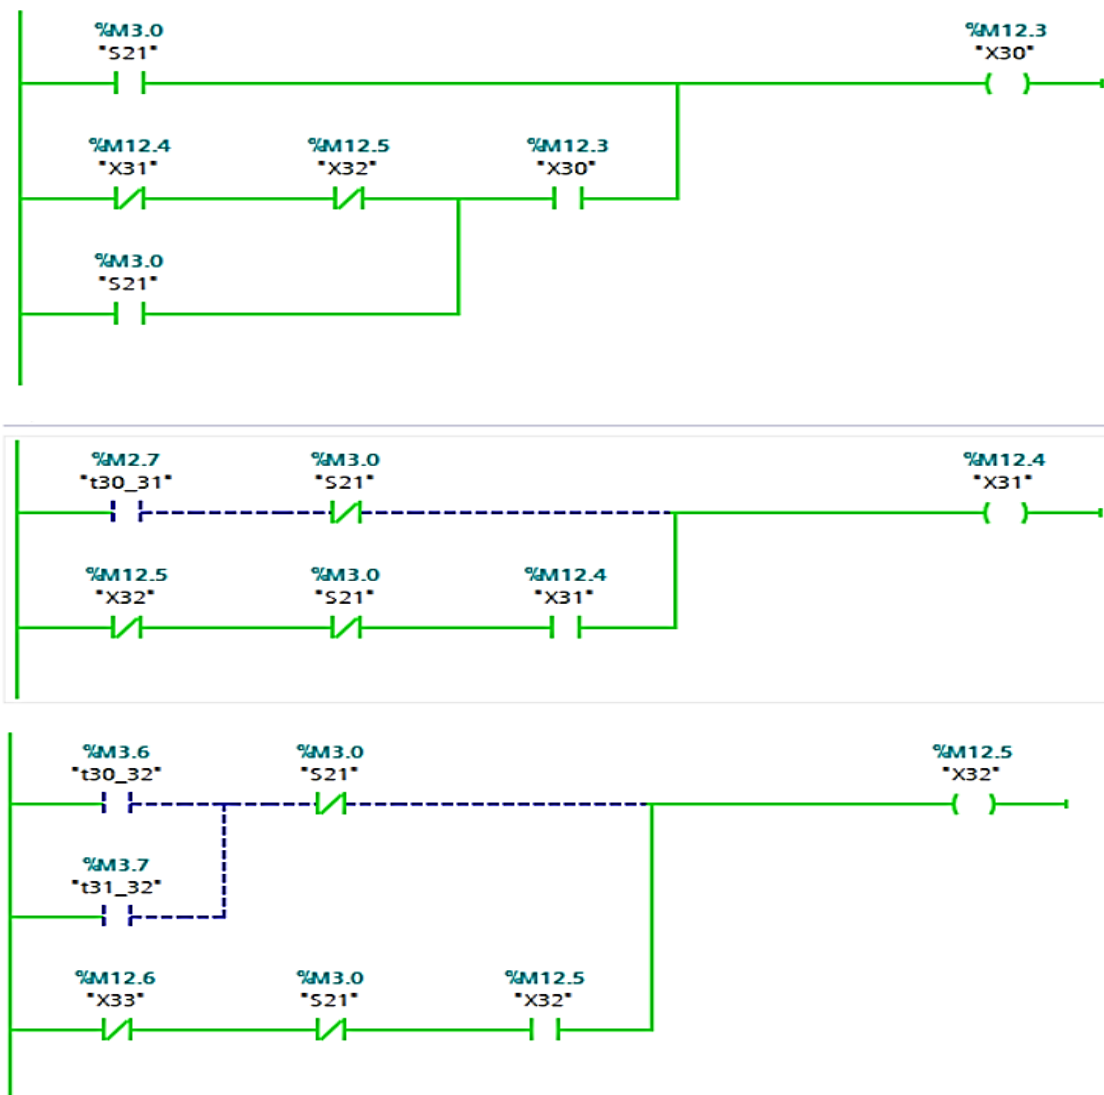 %M3.0
"S21"
%M12.3
"X30"
%M12.4
"X31"
%M12.5
"X32"
%M12.3
"X30"
%M3.0
"S21"
%M2.7
"t30_31"
%M3.0
"S21"
%M12.4
"X31"
%M12.5
"X32"
%M3.0
"S21"
%M12.4
"X31"
%M3.6
"t30_32"
%M3.0
"S21"
%M12.5
"X32"
%M3.7
"t31_32"
%M12.6
"X33"
%M3.0
"S21"
%M12.5
"X32"